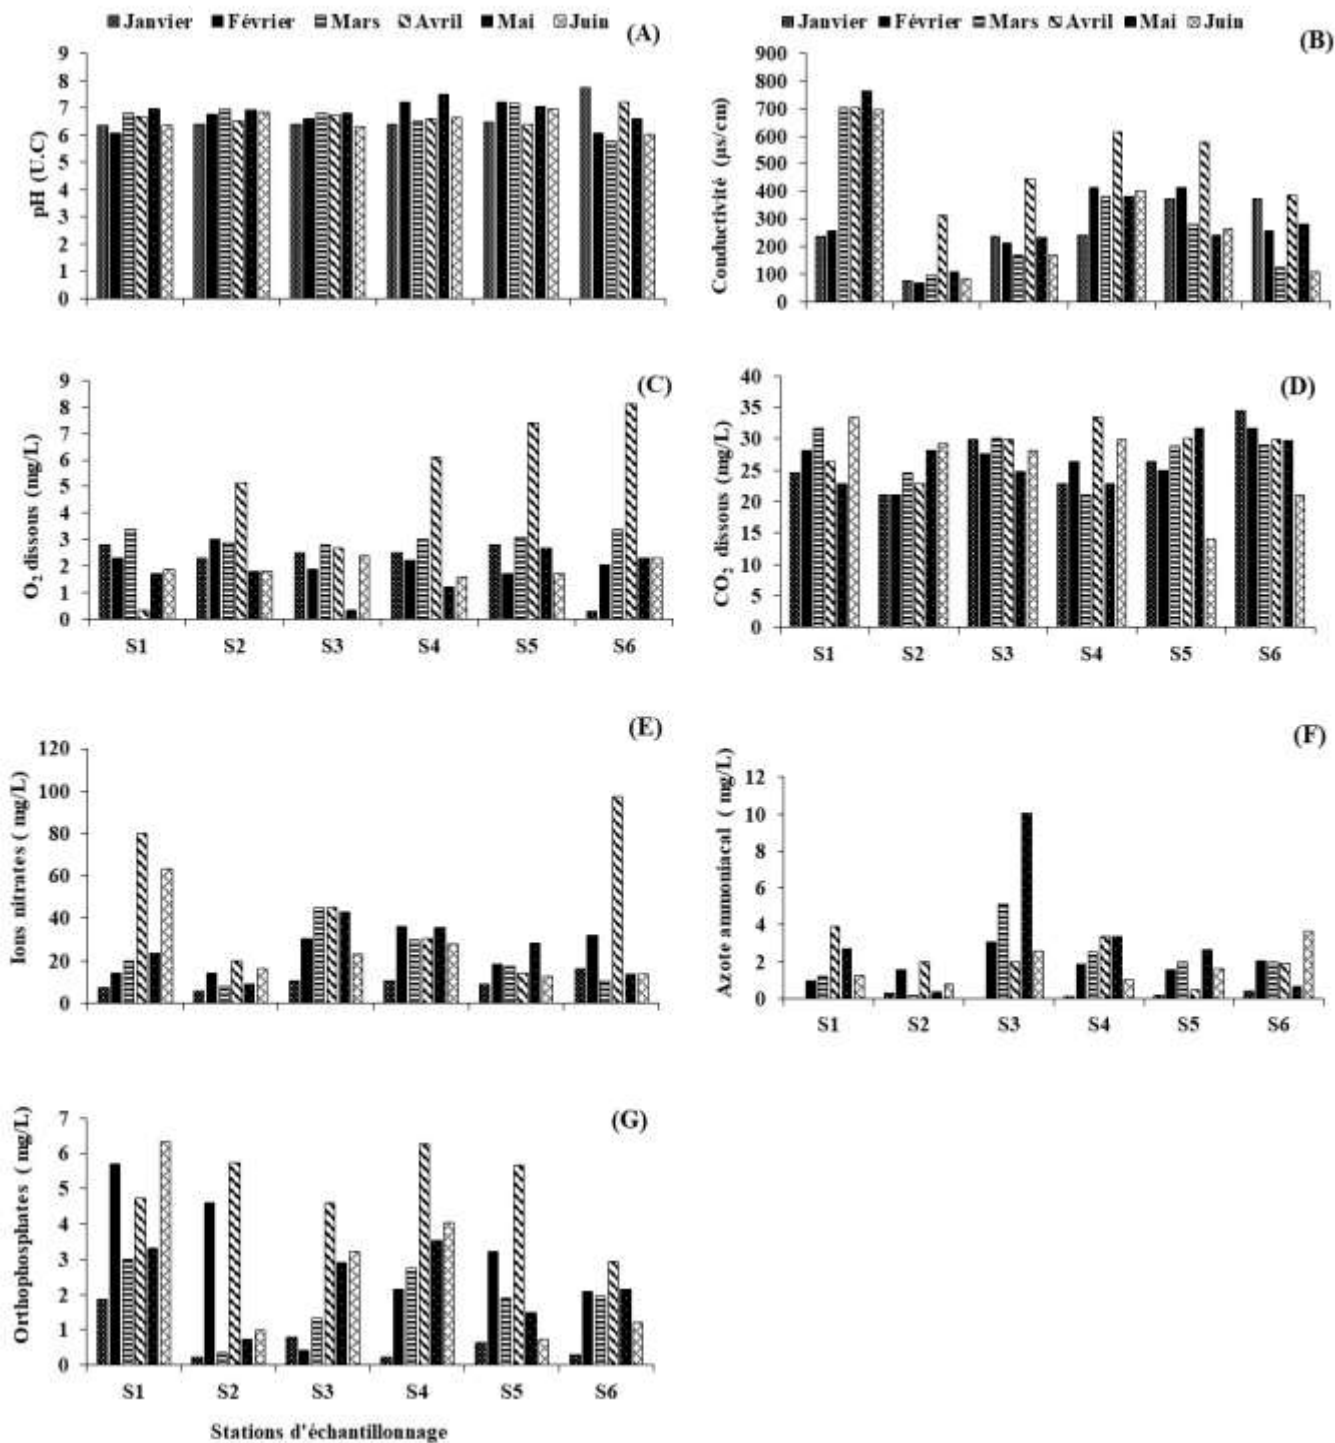 Janvier Février Mars Avril Mai Juin
(A)
pH (U.C)
9
8
7
6
5
4
3
2
1
0
Janvier Février Mars Avril Mai Juin
(B)
Conductivité (µs/cm)
900
800
700
600
500
400
300
200
100
0
(C)
O2 dissous (mg/L)
9
8
7
6
5
4
3
2
1
0
S1 S2 S3 S4 S5 S6
(D)
CO2 dissous (mg/L)
40
35
30
25
20
15
10
5
0
S1 S2 S3 S4 S5 S6
(E)
Ions nitrates ( mg/L)
120
100
80
60
40
20
0
(F)
Azote ammoniacal ( mg/L)
12
10
8
6
4
2
0
S1 S2 S3 S4 S5 S6
(G)
Orthophosphates ( mg/L)
7
6
5
4
3
2
1
0
S1 S2 S3 S4 S5 S6
Stations d'échantillonnage